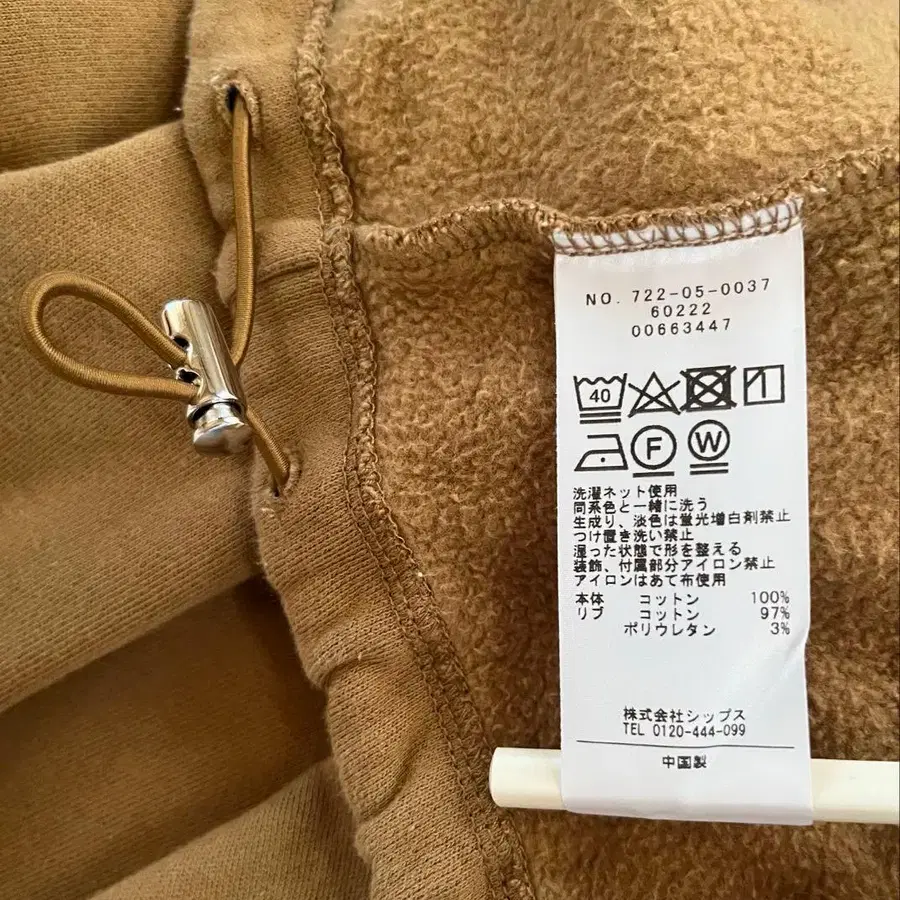 NO. 722-05-0037
60222
00663447
40
F W
洗濯ネット使用
同系色と一緒に洗う
生成り、淡色は蛍光増白剤禁止
つけ置き洗い禁止
湿った状態で形を整える
装飾、付属部分アイロン禁止
アイロンはあて布使用
本体 コットン 100%
リブ コットン 97%
ポリウレタン 3%
株式会社シップス
TEL 0120-444-099
中国製